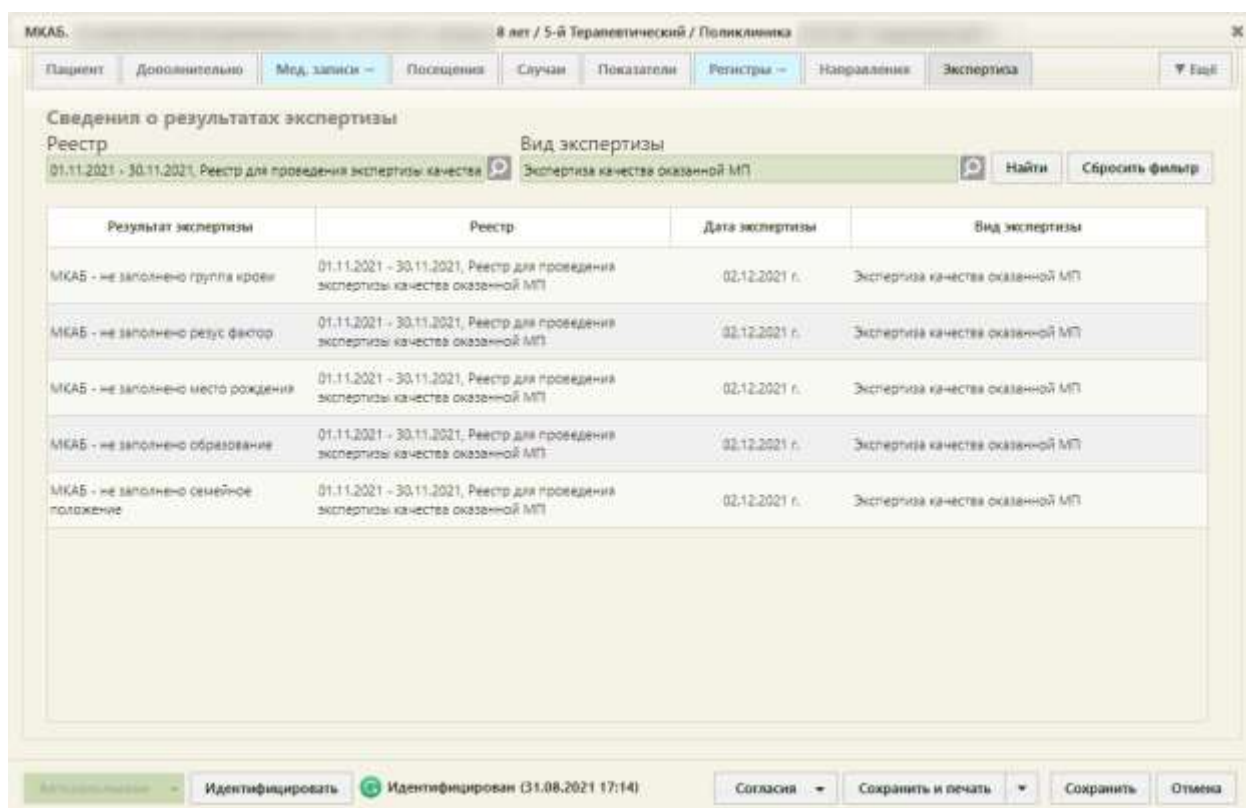 МКАБ. 8 лет / 5-й Терапевтический / Поликлиника
Пациент Дополнительно Мед. записи Посещения Случаи Показатели Регистры Направления Экспертиза Ещё
Сведения о результатах экспертизы
Реестр Вид экспертизы
01.11.2021 - 30.11.2021, Реестр для проведения экспертизы качества Экспертиза качества оказанной МП Найти Сбросить фильтр
Результат экспертизы Реестр Дата экспертизы Вид экспертизы
МКАБ - не заполнено группа крови 01.11.2021 - 30.11.2021, Реестр для проведения экспертизы качества оказанной МП 02.12.2021 г. Экспертиза качества оказанной МП
МКАБ - не заполнено резус фактор 01.11.2021 - 30.11.2021, Реестр для проведения экспертизы качества оказанной МП 02.12.2021 г. Экспертиза качества оказанной МП
МКАБ - не заполнено место рождения 01.11.2021 - 30.11.2021, Реестр для проведения экспертизы качества оказанной МП 02.12.2021 г. Экспертиза качества оказанной МП
МКАБ - не заполнено образование 01.11.2021 - 30.11.2021, Реестр для проведения экспертизы качества оказанной МП 02.12.2021 г. Экспертиза качества оказанной МП
МКАБ - не заполнено семейное положение 01.11.2021 - 30.11.2021, Реестр для проведения экспертизы качества оказанной МП 02.12.2021 г. Экспертиза качества оказанной МП
Идентифицировать Идентифицирован (31.08.2021 17:14) Согласия Сохранить и печать Сохранить Отмена